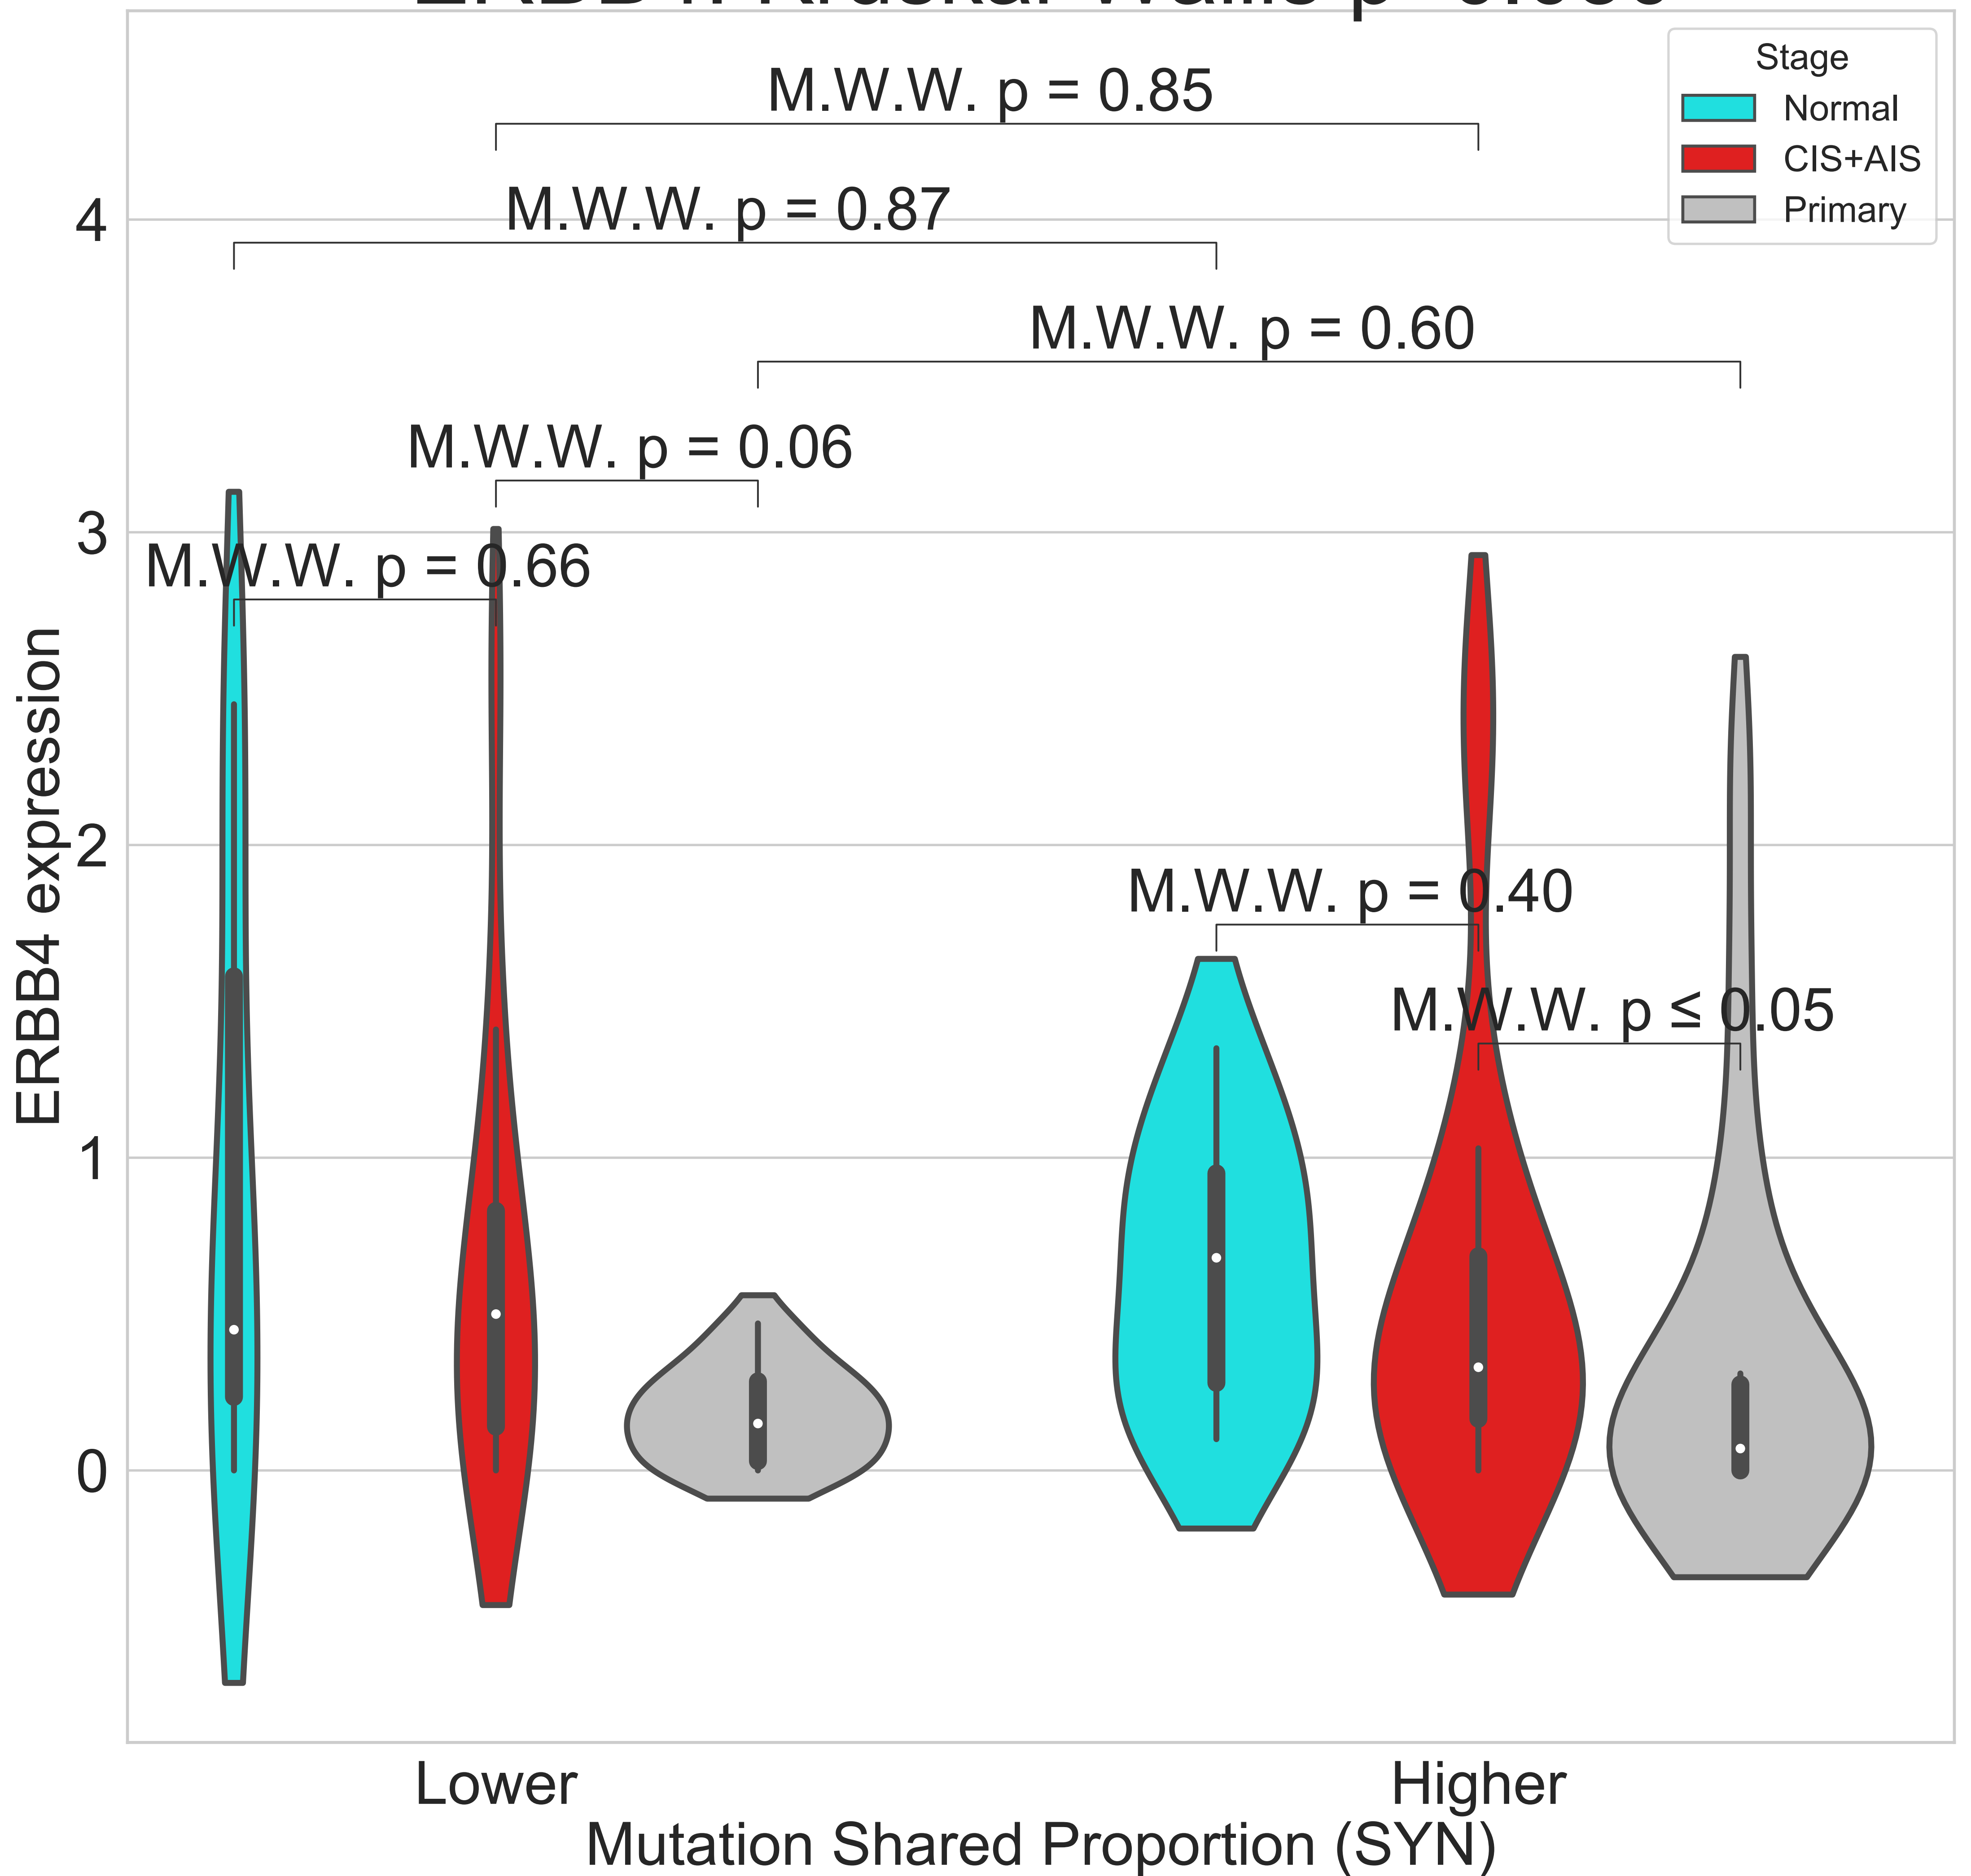 Stage
Normal
CIS+AIS
Primary
M.W.W. p = 0.85
M.W.W. p = 0.87
M.W.W. p = 0.60
M.W.W. p = 0.06
M.W.W. p = 0.66
M.W.W. p = 0.40
M.W.W. p ≤ 0.05
ERBB4 expression
4
3
2
1
0
Lower
Higher
Mutation Shared Proportion (SYN)